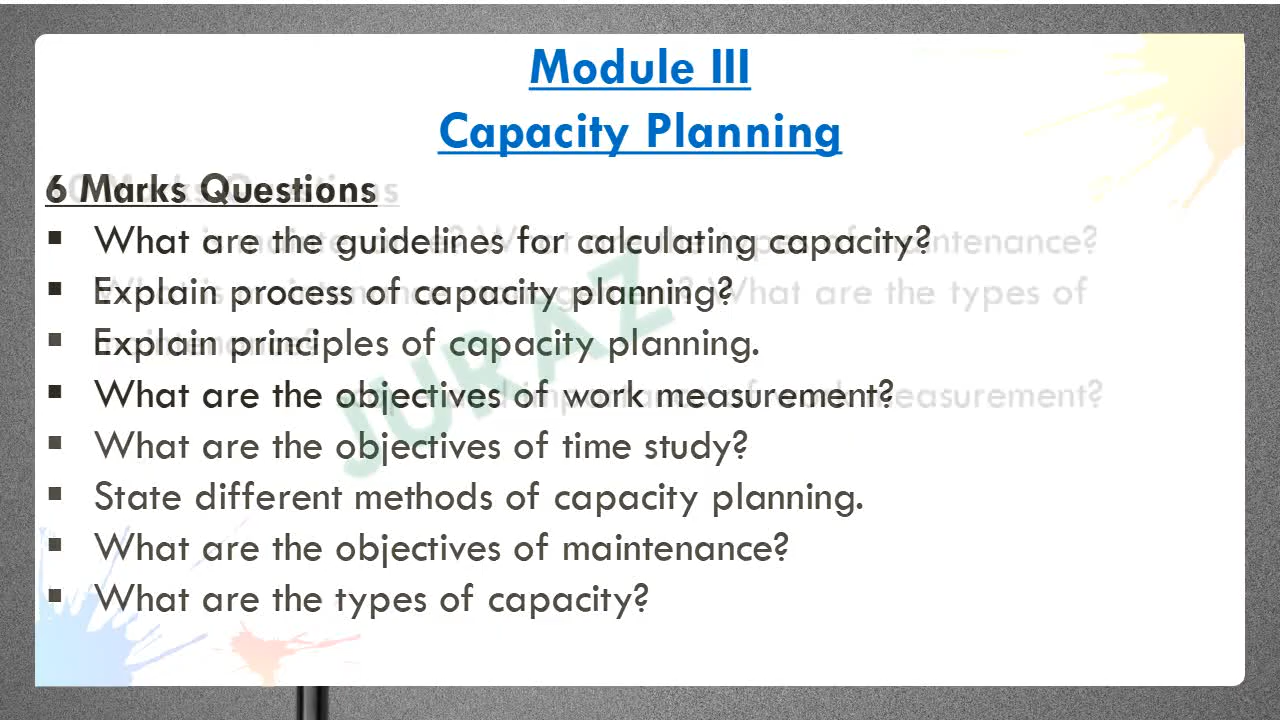 Module III
Capacity Planning
6 Marks Questions
▪ What are the guidelines for calculating capacity?
▪ Explain process of capacity planning?
▪ Explain principles of capacity planning.
▪ What are the objectives of work measurement?
▪ What are the objectives of time study?
▪ State different methods of capacity planning.
▪ What are the objectives of maintenance?
▪ What are the types of capacity?
JURAZ